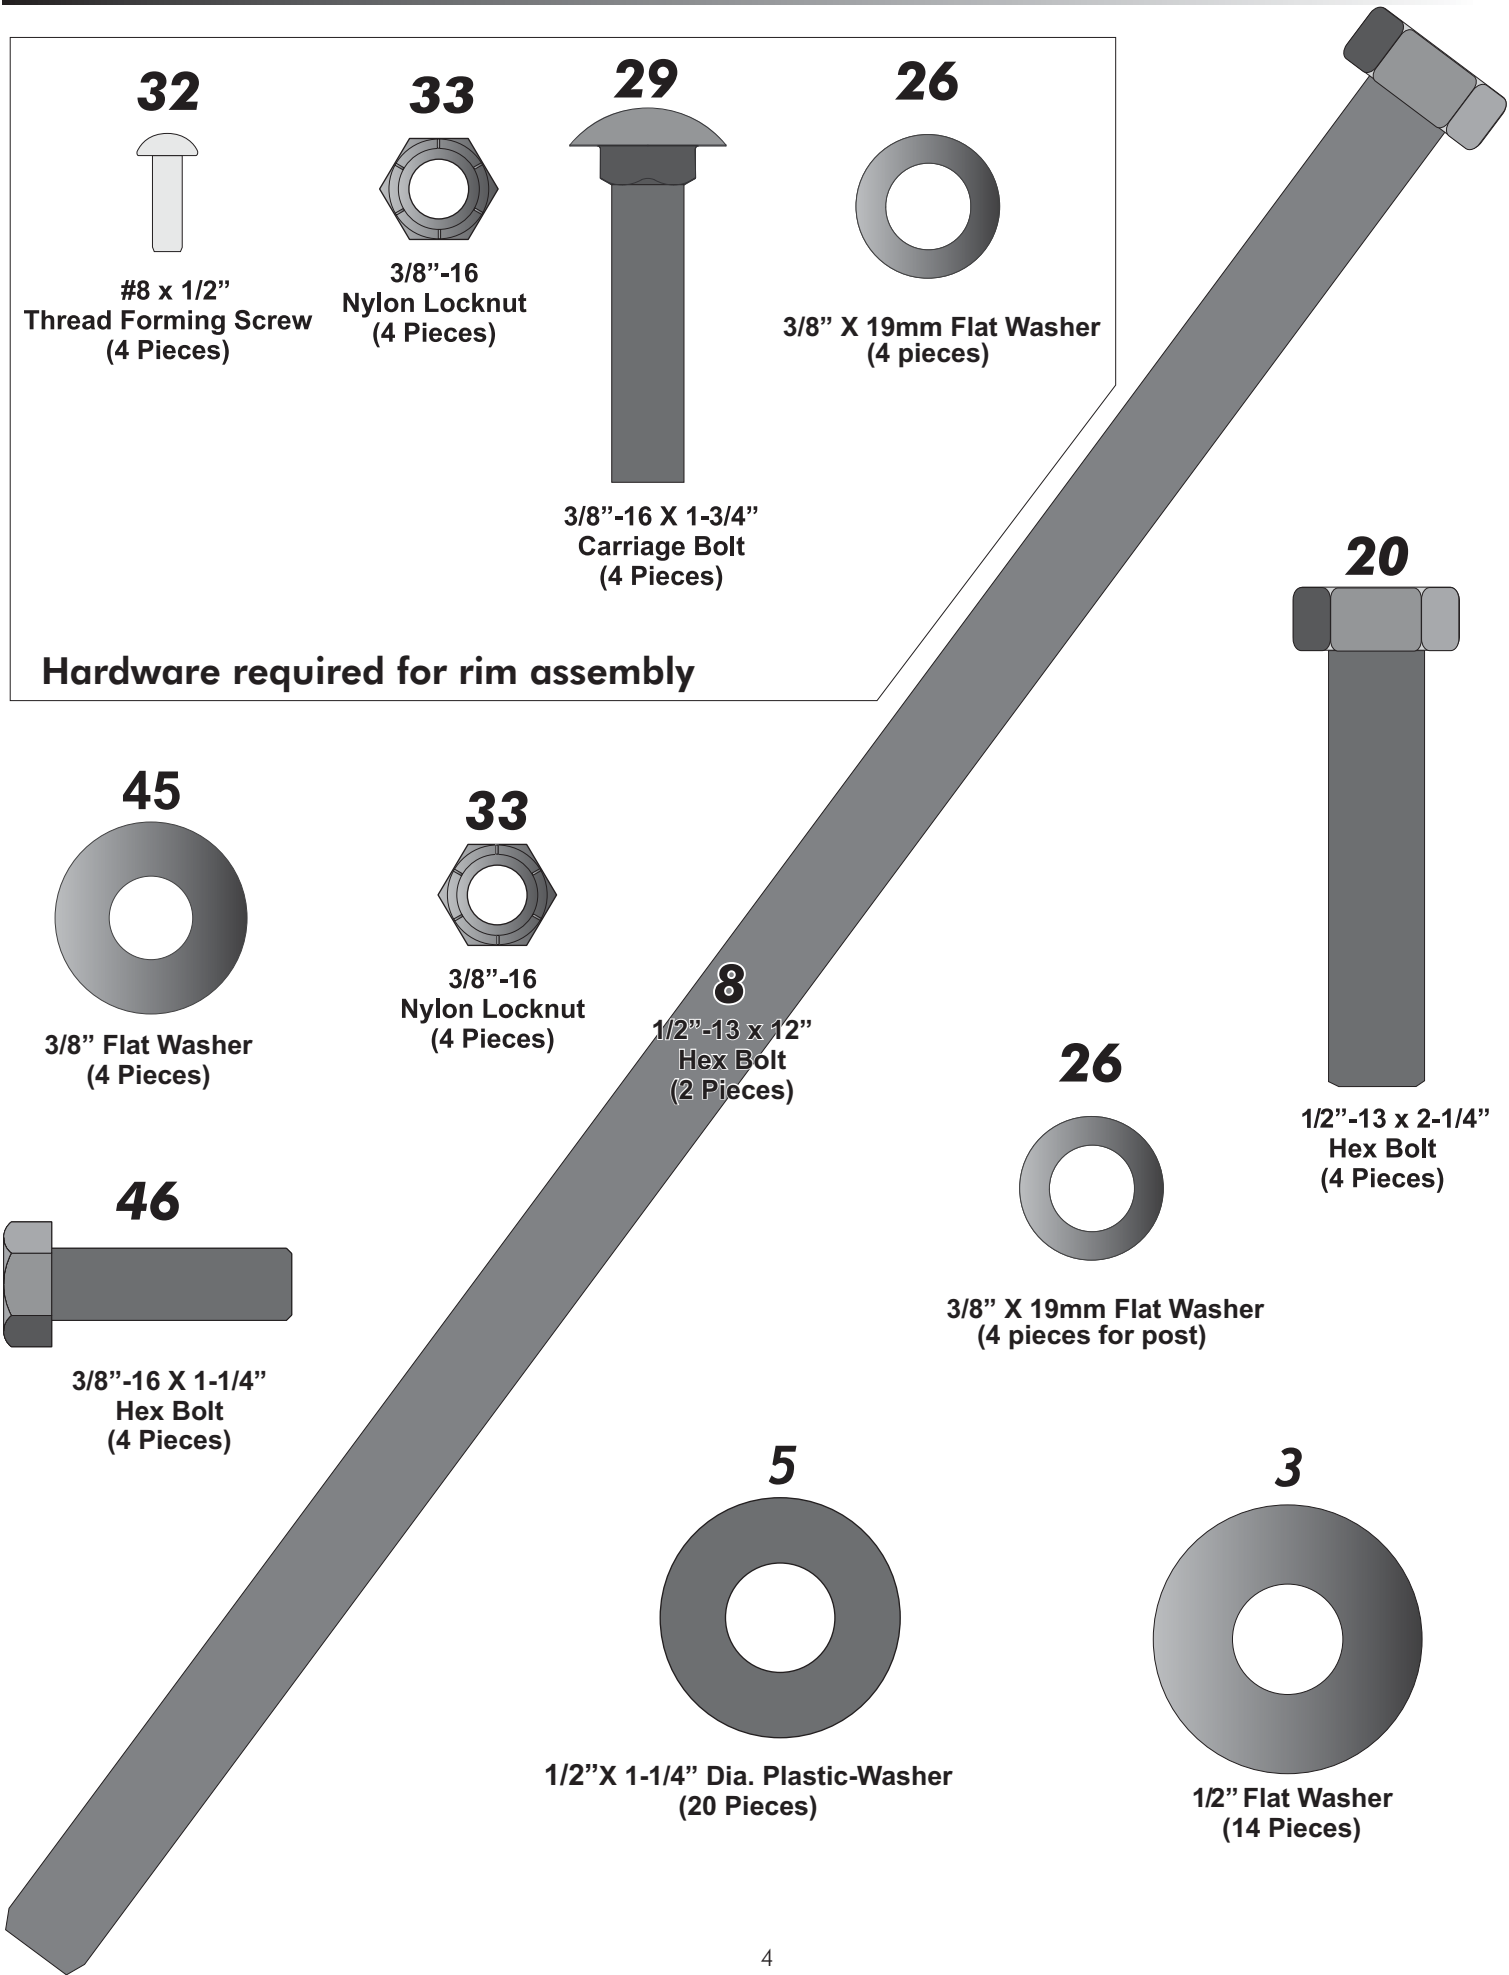 32
#8 x 1/2”
Thread Forming Screw
(4 Pieces)
33
3/8”-16
Nylon Locknut
(4 Pieces)
29
3/8”-16 X 1-3/4”
Carriage Bolt
(4 Pieces)
26
3/8” X 19mm Flat Washer
(4 pieces)
Hardware required for rim assembly
20
1/2”-13 x 2-1/4”
Hex Bolt
(4 Pieces)
45
3/8” Flat Washer
(4 Pieces)
33
3/8”-16
Nylon Locknut
(4 Pieces)
8
1/2”-13 x 12”
Hex Bolt
(2 Pieces)
26
3/8” X 19mm Flat Washer
(4 pieces for post)
46
3/8”-16 X 1-1/4”
Hex Bolt
(4 Pieces)
5
1/2”X 1-1/4” Dia. Plastic-Washer
(20 Pieces)
3
1/2” Flat Washer
(14 Pieces)
4